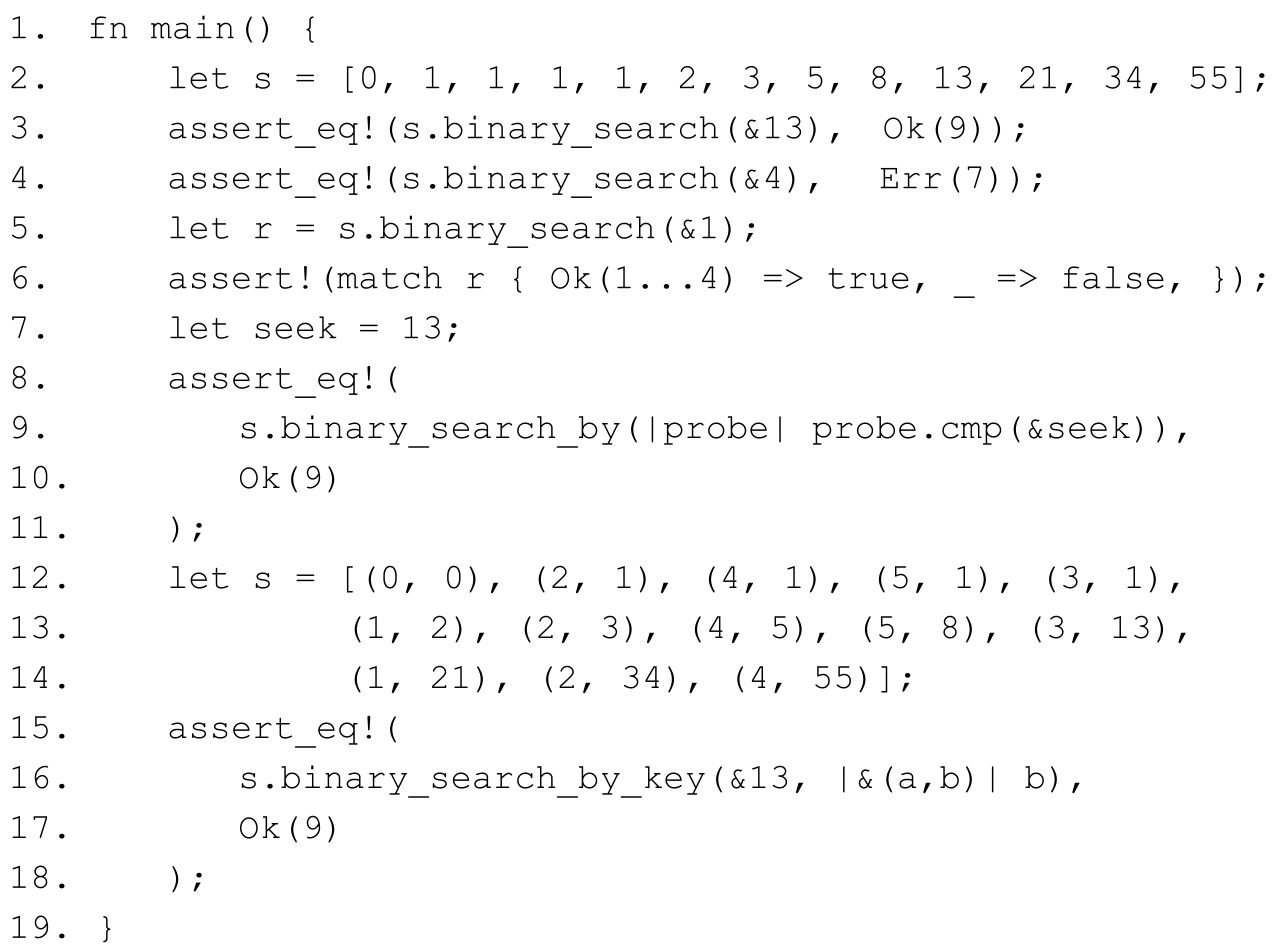 1. fn main() {
2.     let s = [0, 1, 1, 1, 1, 2, 3, 5, 8, 13, 21, 34, 55];
3.     assert_eq!(s.binary_search(&13),  Ok(9));
4.     assert_eq!(s.binary_search(&4),   Err(7));
5.     let r = s.binary_search(&1);
6.     assert!(match r { Ok(1...4) => true, _ => false, });
7.     let seek = 13;
8.     assert_eq!(
9.         s.binary_search_by(|probe| probe.cmp(&seek)),
10.         Ok(9)
11.     );
12.     let s = [(0, 0), (2, 1), (4, 1), (5, 1), (3, 1),
13.              (1, 2), (2, 3), (4, 5), (5, 8), (3, 13),
14.              (1, 21), (2, 34), (4, 55)];
15.     assert_eq!(
16.         s.binary_search_by_key(&13, |&(a,b)| b),
17.         Ok(9)
18.     );
19. }